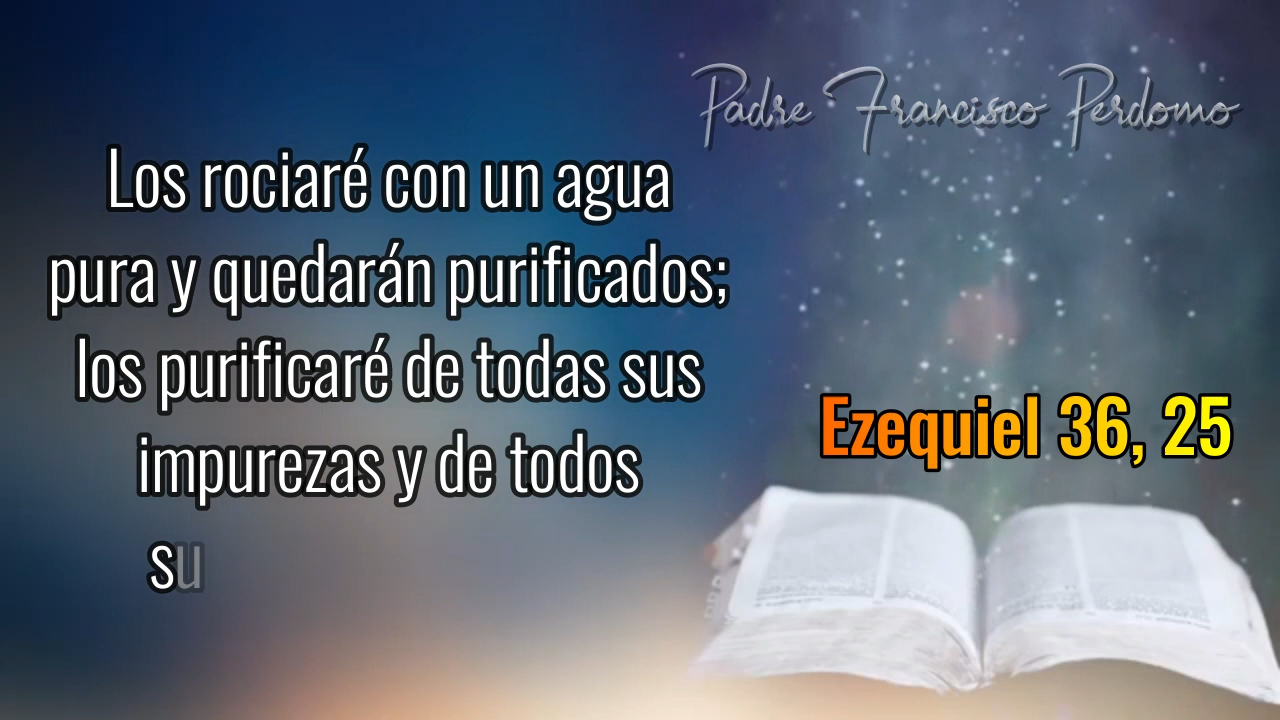 Padre Francisco Perdomo
Los rociaré con un agua
pura y quedarán purificados;
los purificaré de todas sus
impurezas y de todos
su
Ezequiel 36, 25